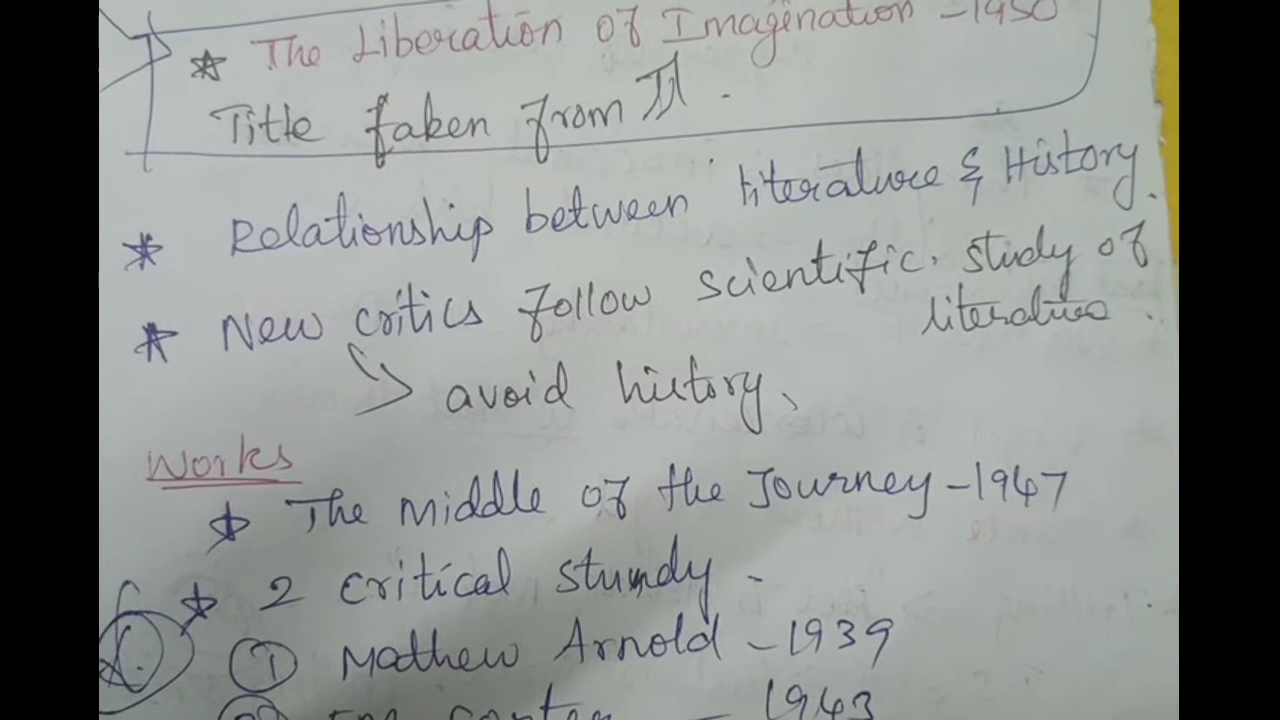 * The Liberation of Imagination - 1950
Title taken from
* Relationship between Literature & History.
* New critics follow scientific. study of
literature.
↳ avoid history,
Works
* The Middle of the Journey - 1947
* 2 critical study -
① Mathew Arnold - 1939
- 1943